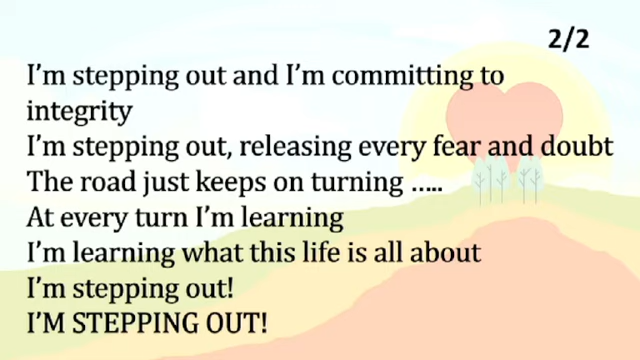 2/2
I'm stepping out and I'm committing to
integrity
I'm stepping out, releasing every fear and doubt
The road just keeps on turning .....
At every turn I'm learning
I'm learning what this life is all about
I'm stepping out!
I'M STEPPING OUT!